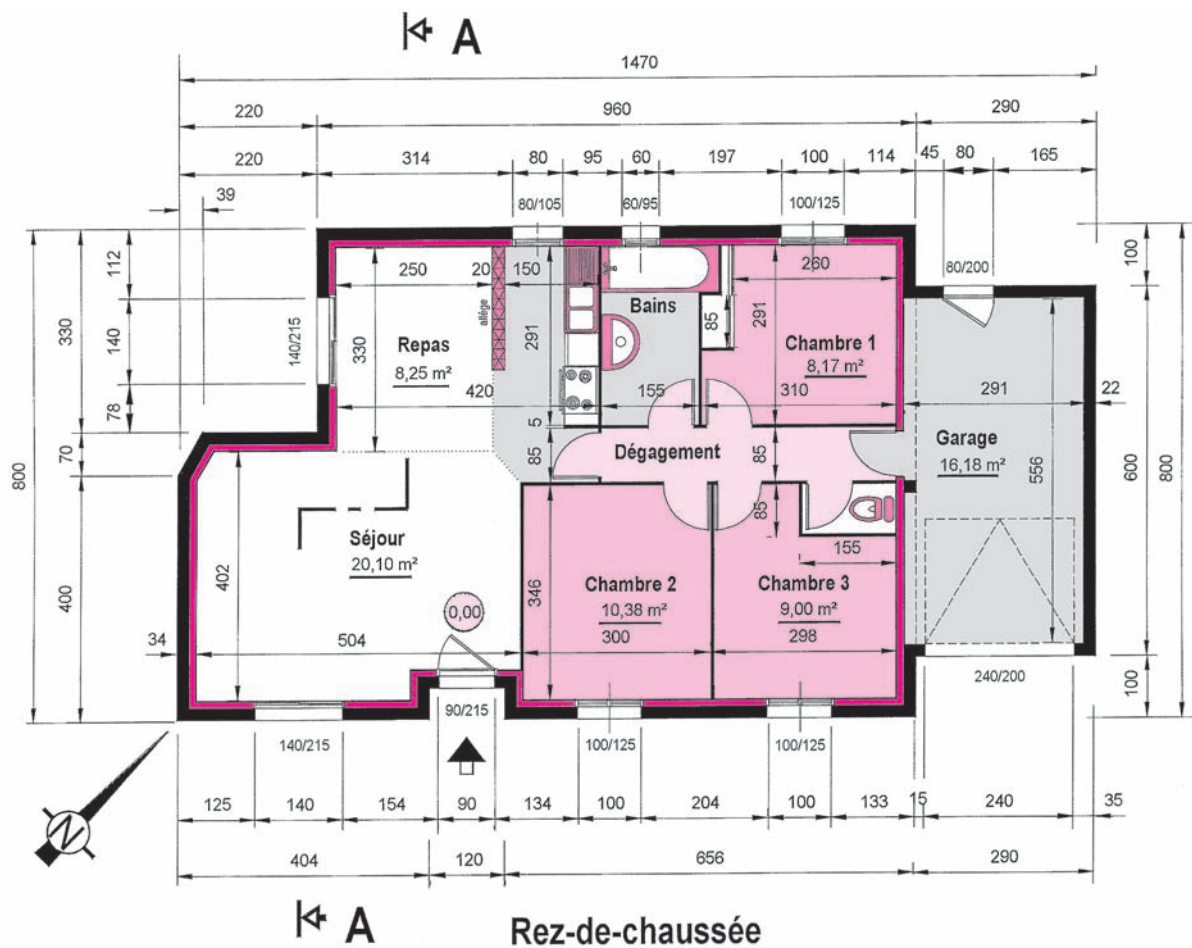 A
1470
220 960 290
220 314 80 95 60 197 100 114 45 80 165
39
80/105 60/95 100/125
80/200
112
140
78
330
70
800
400
140/215
250 20 150
allège
330
291
Bains
85
260
291
Repas
8,25 m²
Chambre 1
8,17 m²
420
155
310
291
22
100
600
800
100
5
85
Dégagement
85
Garage
16,18 m²
556
Séjour
20,10 m²
85
155
402
346
Chambre 2
10,38 m²
300
Chambre 3
9,00 m²
298
0,00
34
504
240/200
90/215
140/215
100/125 100/125
N
125 140 154 90 134 100 204 100 133 15 240 35
404 120 656 290
A
Rez-de-chaussée